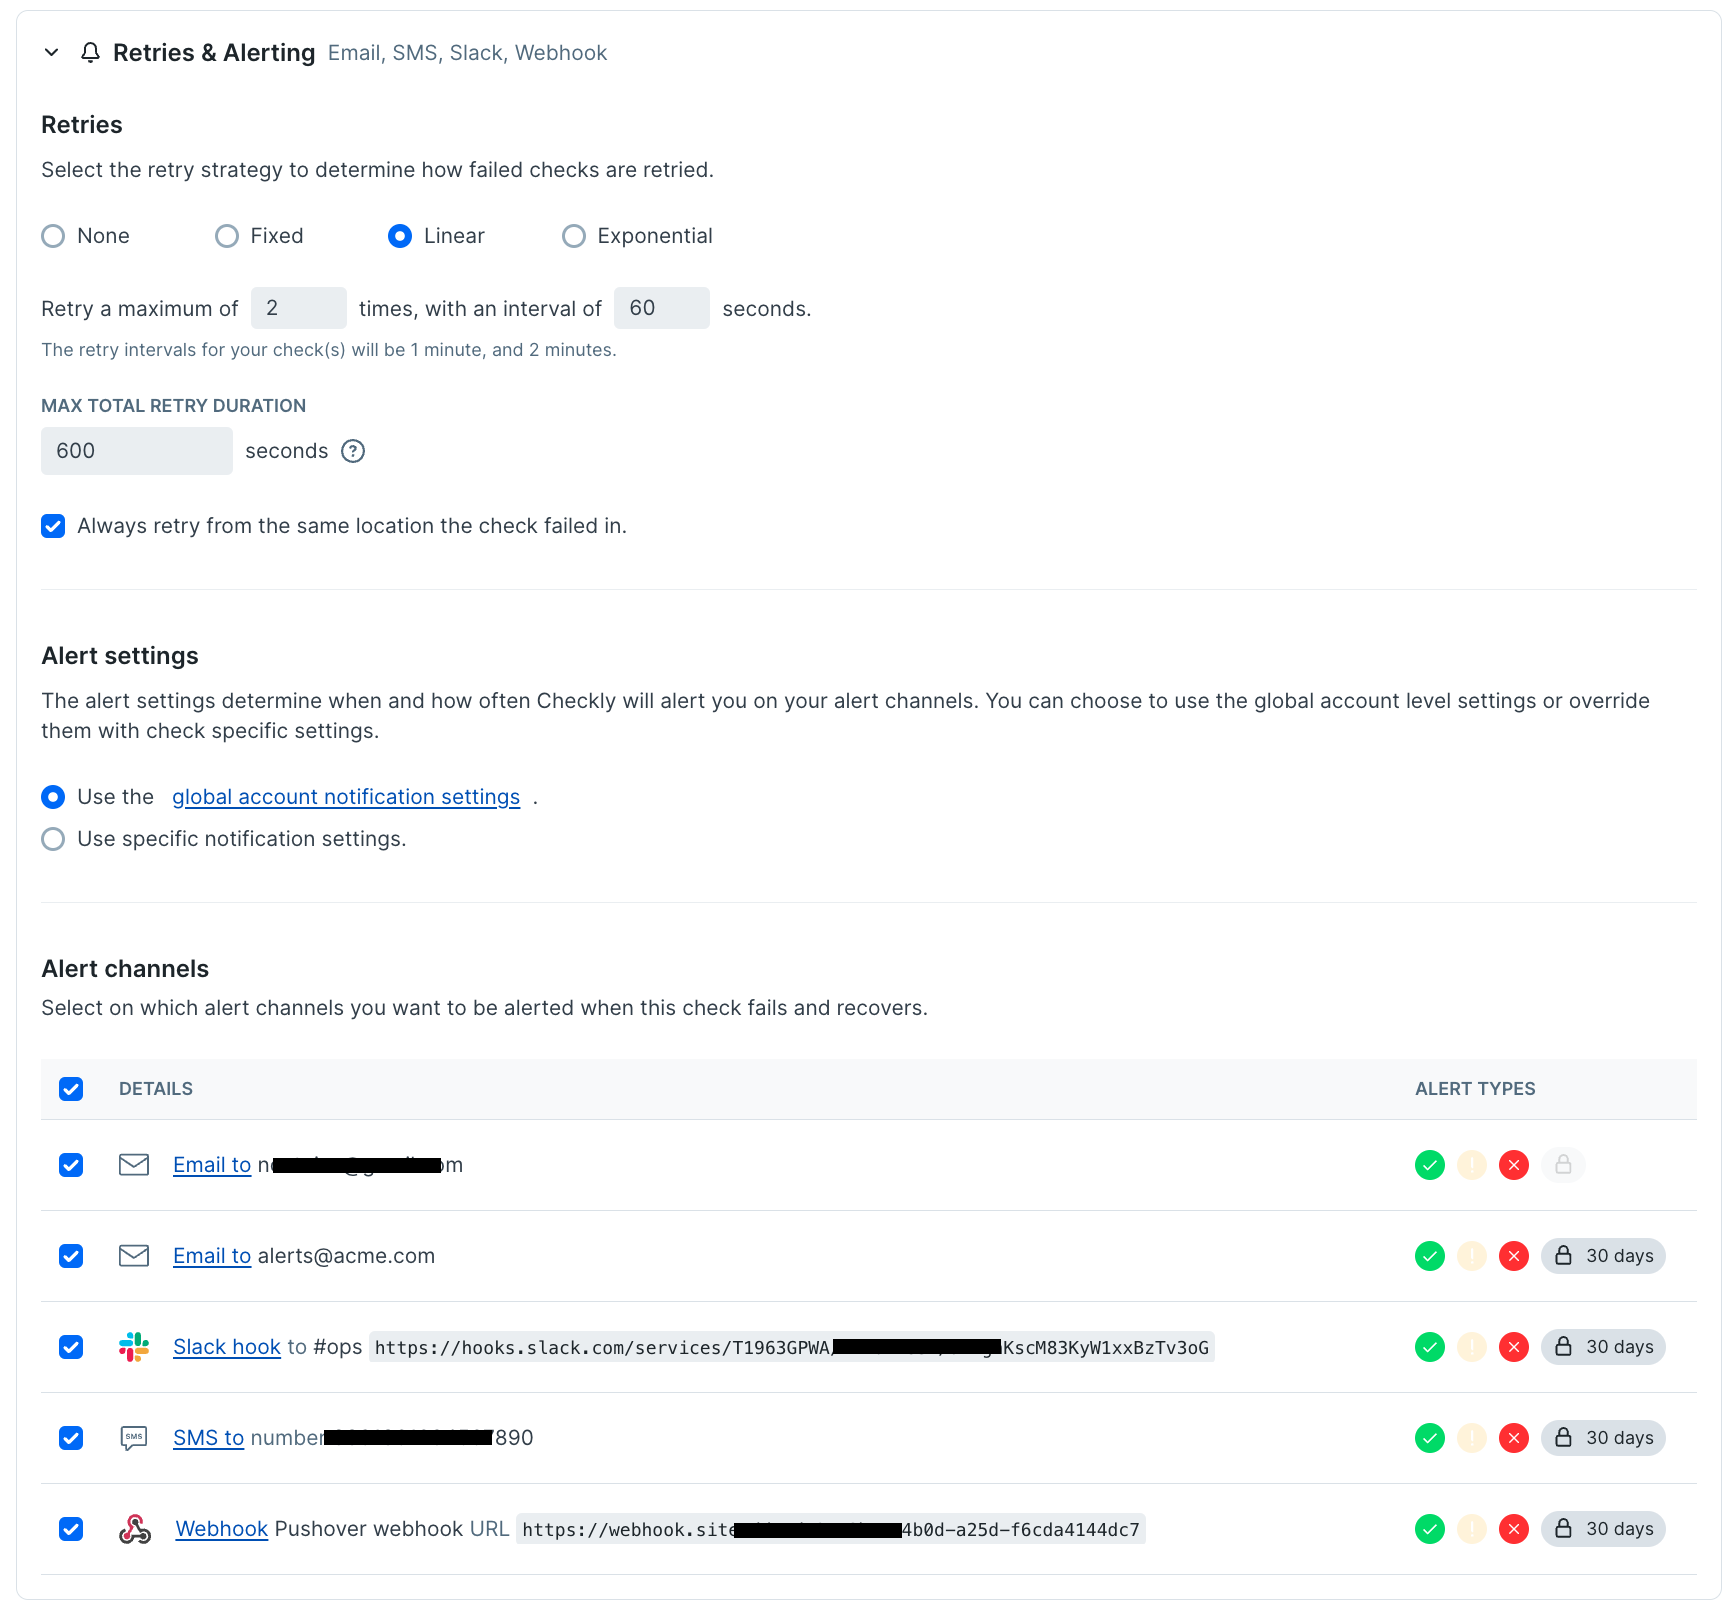 Retries & Alerting Email, SMS, Slack, Webhook
Retries
Select the retry strategy to determine how failed checks are retried.
None Fixed Linear Exponential
Retry a maximum of 2 times, with an interval of 60 seconds.
The retry intervals for your check(s) will be 1 minute, and 2 minutes.
MAX TOTAL RETRY DURATION
600 seconds ?
Always retry from the same location the check failed in.
Alert settings
The alert settings determine when and how often Checkly will alert you on your alert channels. You can choose to use the global account level settings or override
them with check specific settings.
Use the global account notification settings .
Use specific notification settings.
Alert channels
Select on which alert channels you want to be alerted when this check fails and recovers.
DETAILS ALERT TYPES
Email to
Email to alerts@acme.com 30 days
Slack hook to #ops https://hooks.slack.com/services/T1963GPWA/ KscM83KyW1xxBzTv3oG 30 days
SMS SMS to number 890 30 days
Webhook Pushover webhook URL https://webhook.site 4b0d-a25d-f6cda4144dc7 30 days